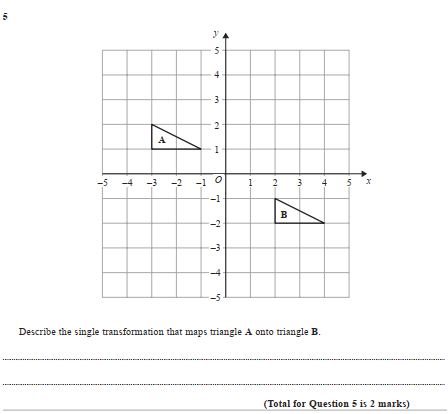 5
y
5
4
3
2
A
1
-5 -4 -3 -2 -1 O 1 2 3 4 5 x
-1
B
-2
-3
-4
-5
Describe the single transformation that maps triangle A onto triangle B.
(Total for Question 5 is 2 marks)